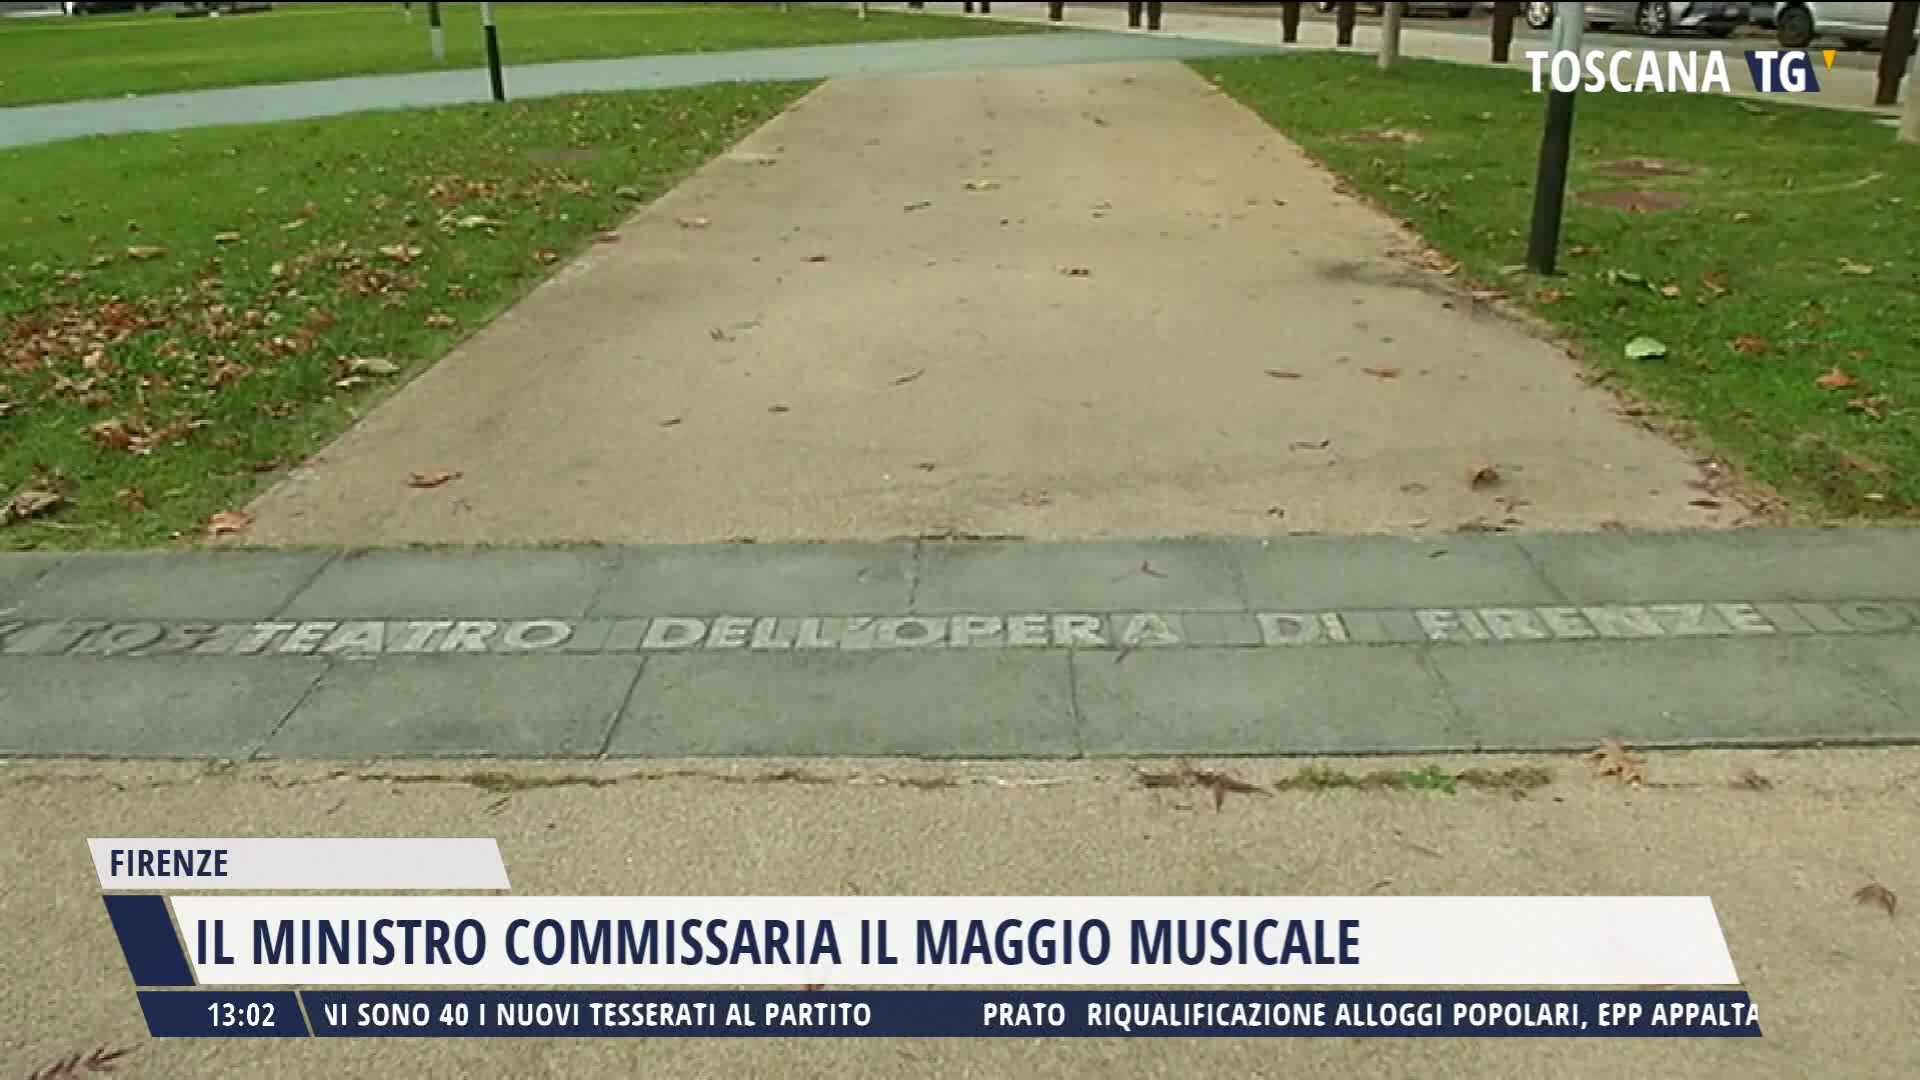 TOSCANA TG
TEATRO DELL'OPERA DI FIRENZE
FIRENZE
IL MINISTRO COMMISSARIA IL MAGGIO MUSICALE
13:02 NI SONO 40 I NUOVI TESSERATI AL PARTITO PRATO RIQUALIFICAZIONE ALLOGGI POPOLARI, EPP APPALTA